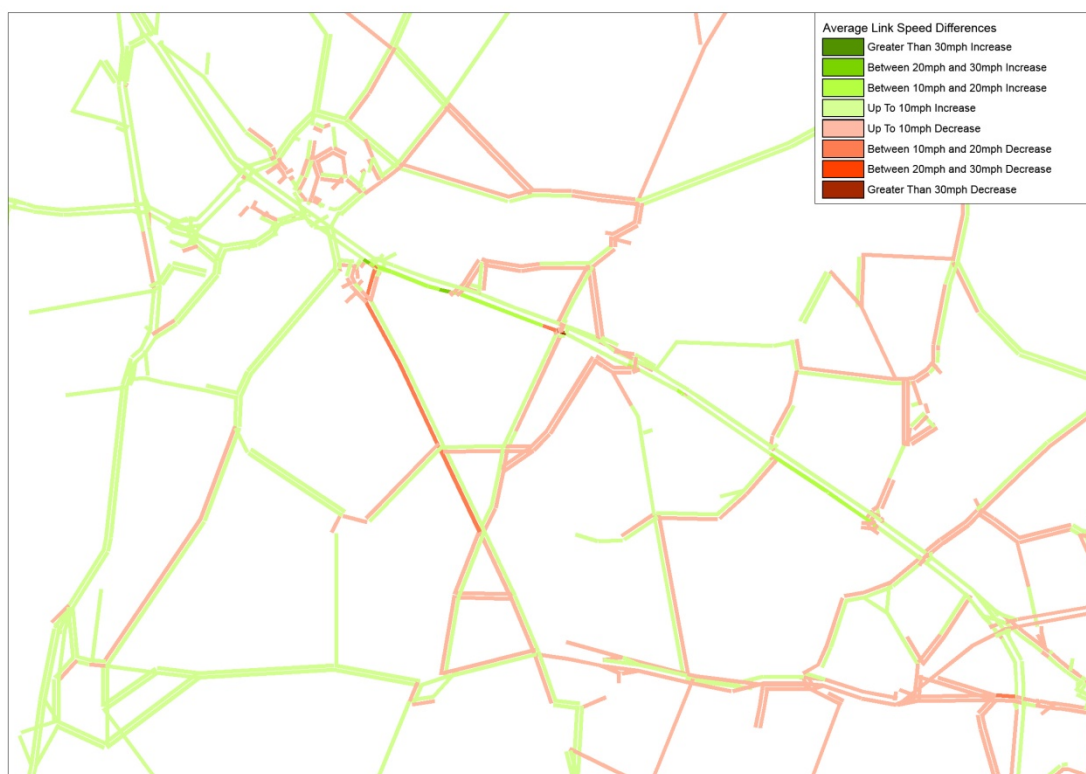 Average Link Speed Differences
Greater Than 30mph Increase
Between 20mph and 30mph Increase
Between 10mph and 20mph Increase
Up To 10mph Increase
Up To 10mph Decrease
Between 10mph and 20mph Decrease
Between 20mph and 30mph Decrease
Greater Than 30mph Decrease